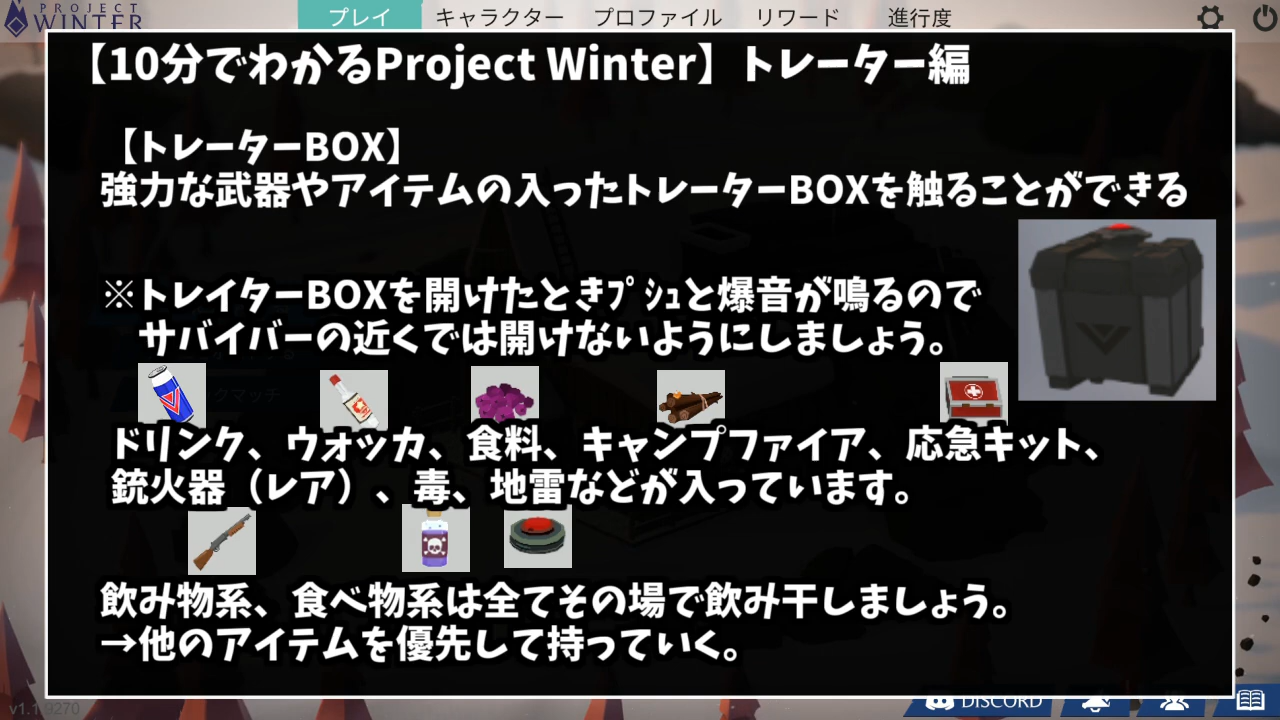 PROJECT
WINTER
プレイ
キャラクター
プロファイル
リワード
進行度
【10分でわかるProject Winter】トレーター編
【トレーターBOX】
強力な武器やアイテムの入ったトレーターBOXを触ることができる
※トレイターBOXを開けたときﾌﾟｼｭと爆音が鳴るので
サバイバーの近くでは開けないようにしましょう。
クマッチ
ドリンク、ウォッカ、食料、キャンプファイア、応急キット、
銃火器（レア）、毒、地雷などが入っています。
飲み物系、食べ物系は全てその場で飲み干しましょう。
→他のアイテムを優先して持っていく。
DISCORD